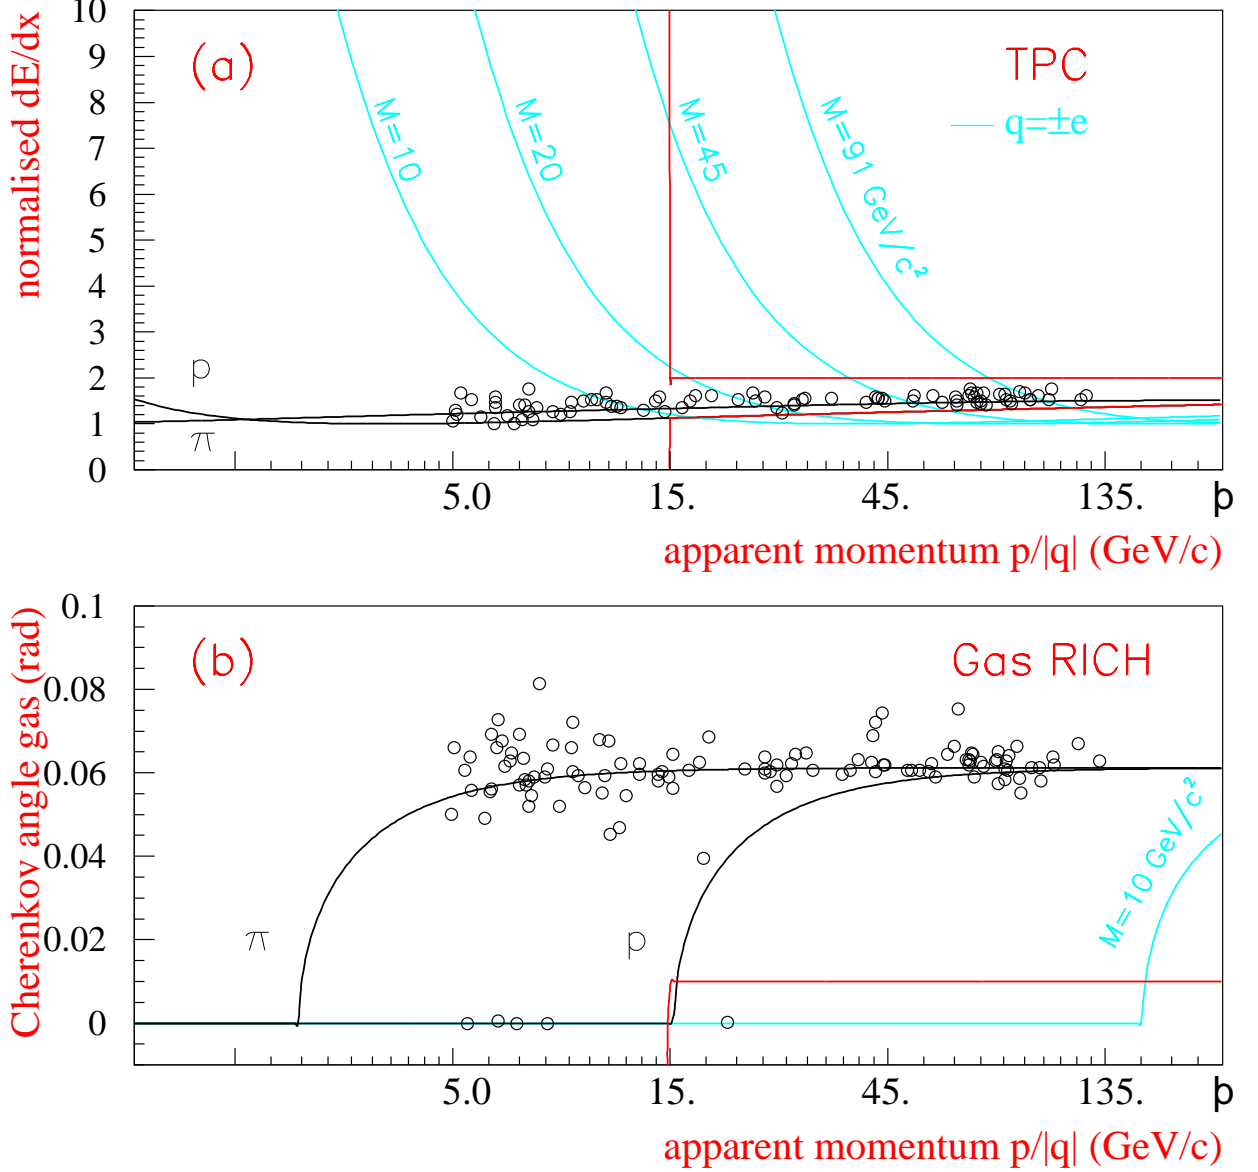 normalised dE/dx
10
9
8
7
6
5
4
3
2
1
0
(a)
TPC
q=±e
M=10
M=20
M=45
M=91 GeV/c²
p
π
5.0
15.
45.
135.
p
apparent momentum p/|q| (GeV/c)
Cherenkov angle gas (rad)
0.1
0.08
0.06
0.04
0.02
0
(b)
Gas RICH
π
p
M=10 GeV/c²
5.0
15.
45.
135.
p
apparent momentum p/|q| (GeV/c)